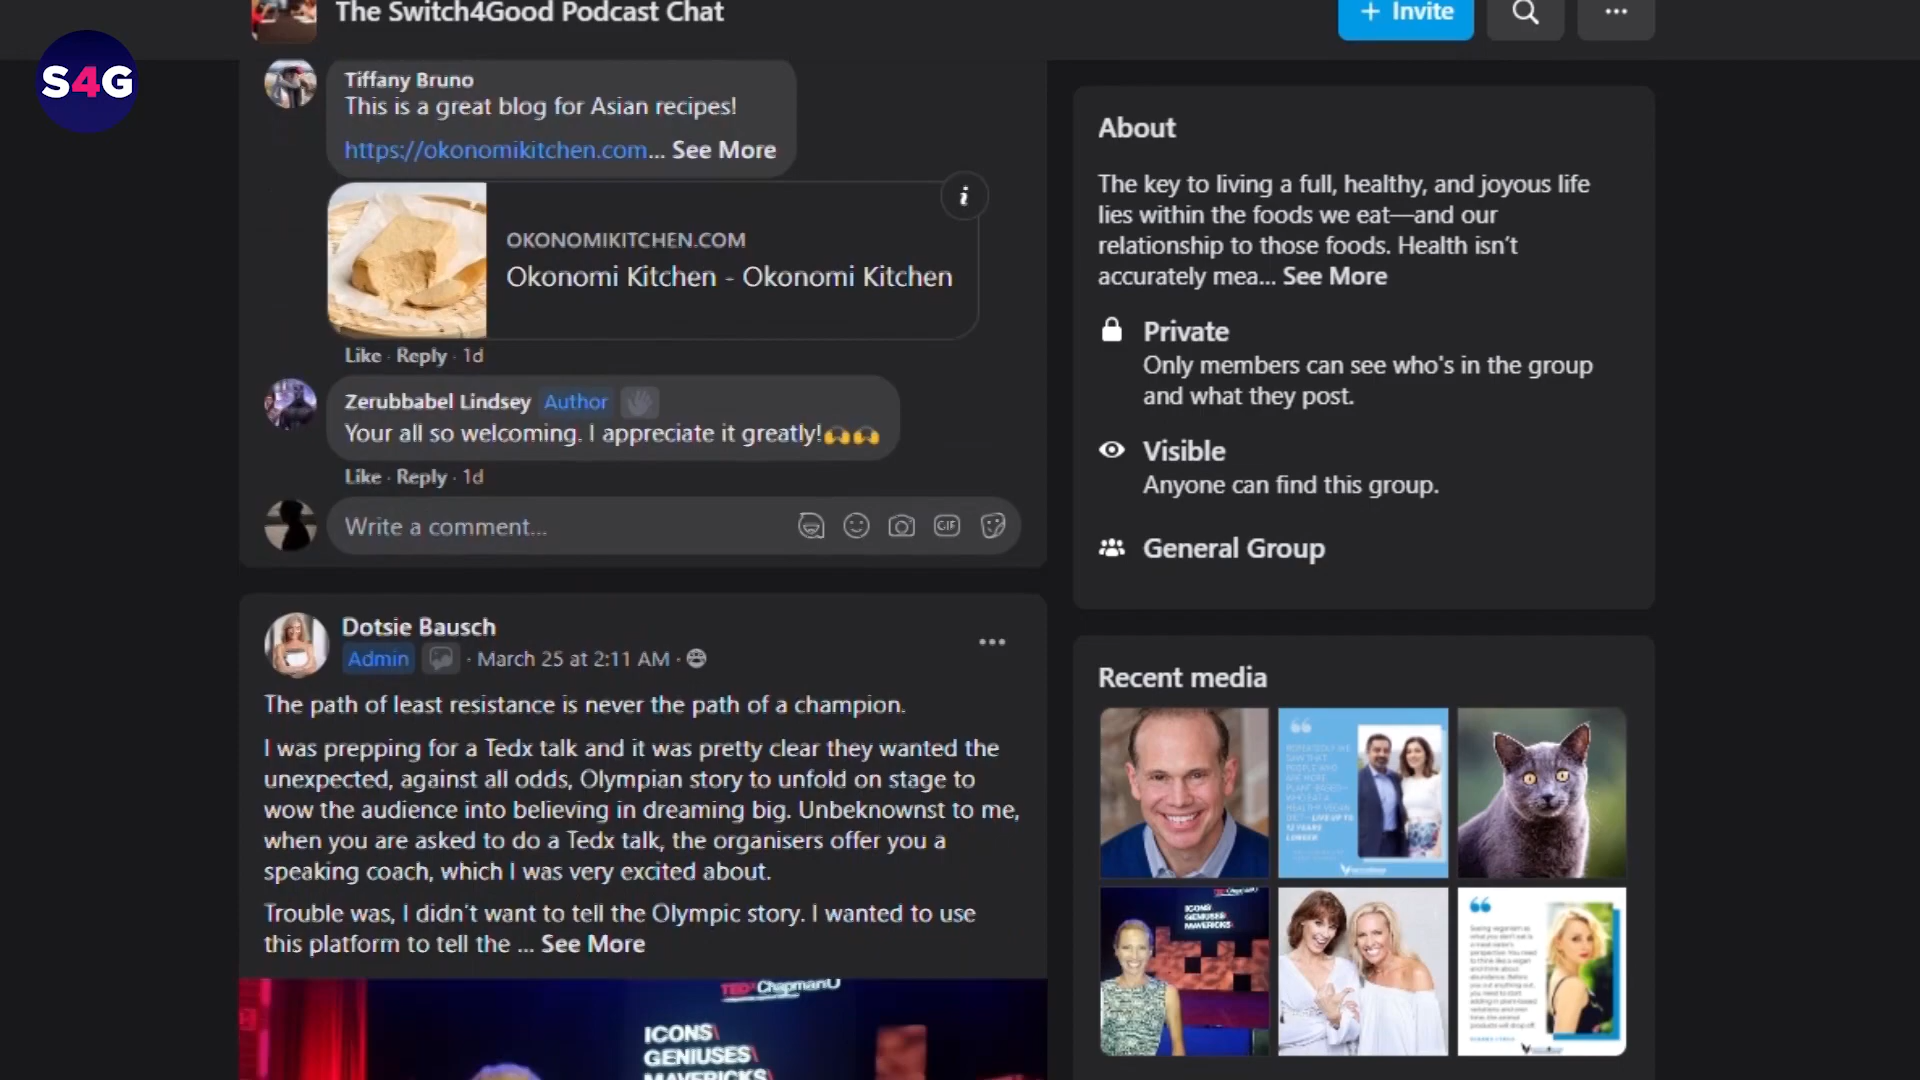 The Switch4Good Podcast Chat
+ Invite
S4G
Tiffany Bruno
This is a great blog for Asian recipes!
https://okonomikitchen.com... See More
OKONOMIKITCHEN.COM
Okonomi Kitchen - Okonomi Kitchen
Like · Reply · 1d
Zerubbabel Lindsey Author
Your all so welcoming. I appreciate it greatly!
Like · Reply · 1d
Write a comment...
GIF
Dotsie Bausch
Admin · March 25 at 2:11 AM ·
The path of least resistance is never the path of a champion.
I was prepping for a Tedx talk and it was pretty clear they wanted the
unexpected, against all odds, Olympian story to unfold on stage to
wow the audience into believing in dreaming big. Unbeknownst to me,
when you are asked to do a Tedx talk, the organisers offer you a
speaking coach, which I was very excited about.
Trouble was, I didn't want to tell the Olympic story. I wanted to use
this platform to tell the ... See More
TEDx ChapmanU
ICONS\
GENIUSES\
MAVERICKS\
About
The key to living a full, healthy, and joyous life
lies within the foods we eat—and our
relationship to those foods. Health isn't
accurately mea... See More
Private
Only members can see who's in the group
and what they post.
Visible
Anyone can find this group.
General Group
Recent media
ICONS\
GENIUSES\
MAVERICKS\